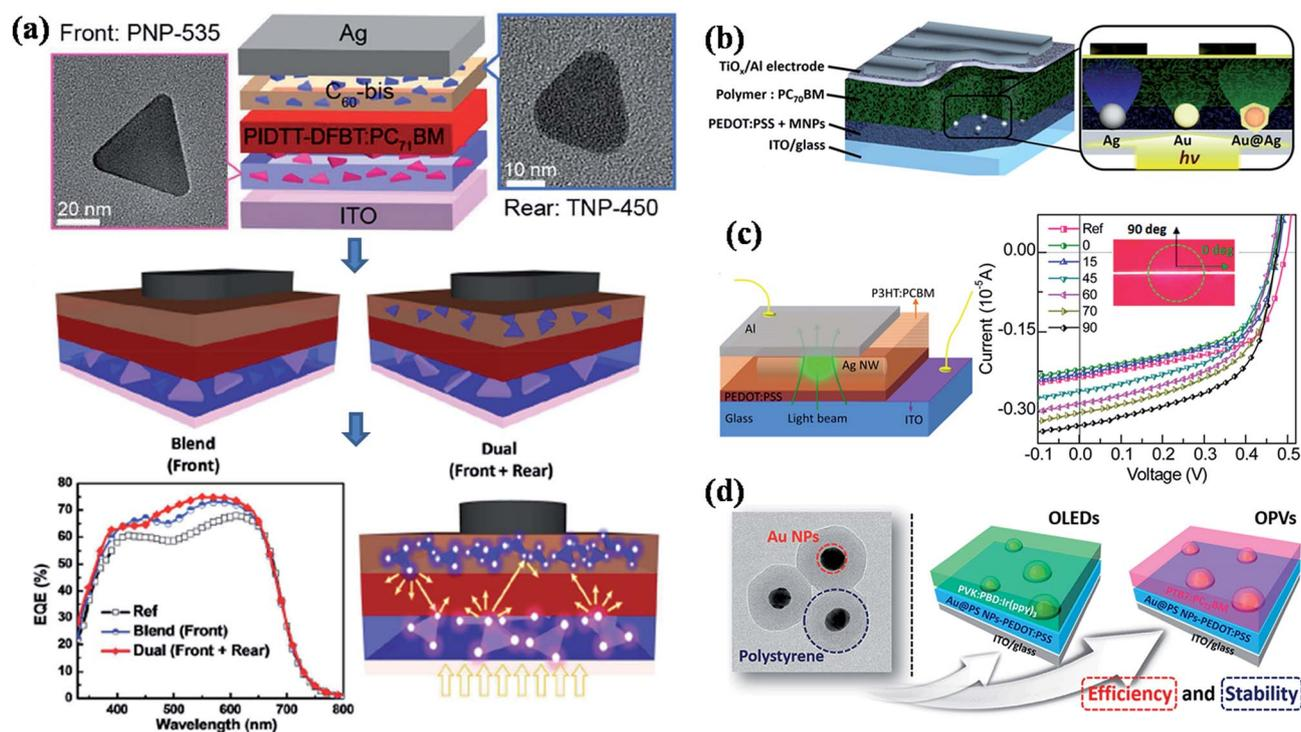 (a)
Front: PNP-535
20 nm
Ag
C60-bis
PIDTT-DFBT:PC71BM
ITO
10 nm
Rear: TNP-450
Blend
(Front)
Dual
(Front + Rear)
EQE (%)
80
70
60
50
40
30
20
10
0
Ref
Blend (Front)
Dual (Front + Rear)
400
500
600
700
800
Wavelength (nm)
(b)
TiOx/Al electrode
Polymer : PC70BM
PEDOT:PSS + MNPs
ITO/glass
Ag
Au
Au@Ag
hν
(c)
P3HT:PCBM
Al
Ag NW
PEDOT:PSS
Glass
Light beam
ITO
Current (10-5A)
0.00
-0.15
-0.30
Ref
0
15
45
60
70
90
90 deg
0 deg
-0.1
0.0
0.1
0.2
0.3
0.4
0.5
Voltage (V)
(d)
Au NPs
Polystyrene
OLEDs
PVK:PBD:Ir(ppy)3
Au@PS NPs-PEDOT:PSS
ITO/glass
OPVs
PTB7:PC71BM
Au@PS NPs-PEDOT:PSS
ITO/glass
Efficiency and Stability